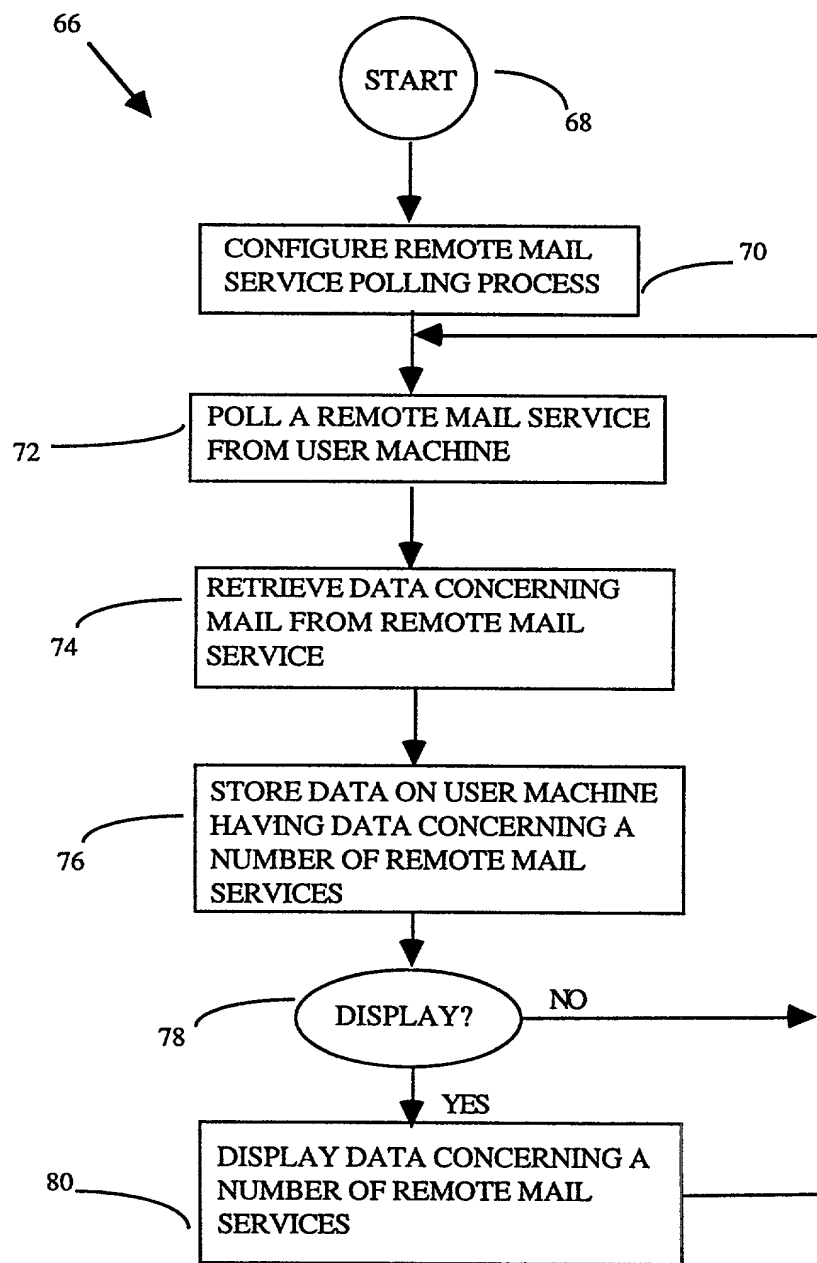 66
START
68
CONFIGURE REMOTE MAIL
SERVICE POLLING PROCESS
70
POLL A REMOTE MAIL SERVICE
FROM USER MACHINE
72
RETRIEVE DATA CONCERNING
MAIL FROM REMOTE MAIL
SERVICE
74
STORE DATA ON USER MACHINE
HAVING DATA CONCERNING A
NUMBER OF REMOTE MAIL
SERVICES
76
DISPLAY?
NO
78
YES
DISPLAY DATA CONCERNING A
NUMBER OF REMOTE MAIL
SERVICES
80